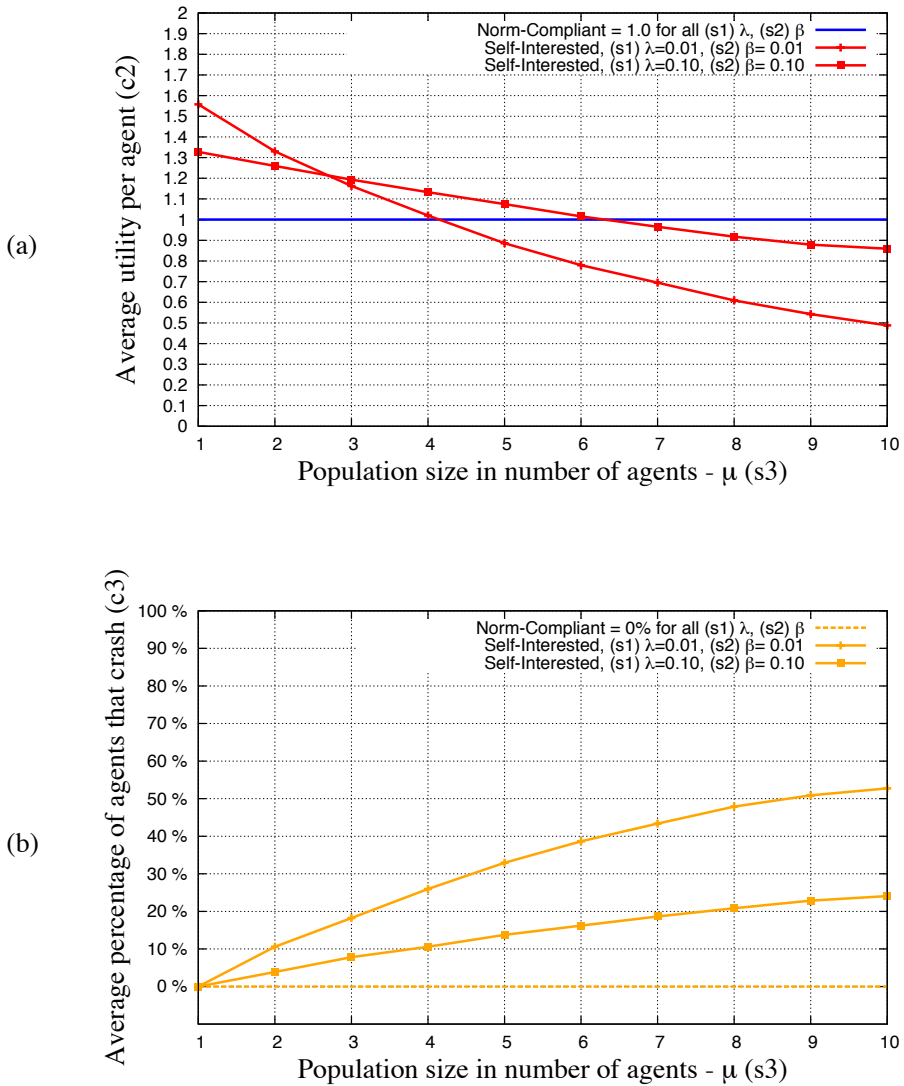 (a)
Average utility per agent (c2)
2
1.9
1.8
1.7
1.6
1.5
1.4
1.3
1.2
1.1
1
0.9
0.8
0.7
0.6
0.5
0.4
0.3
0.2
0.1
0
Norm-Compliant = 1.0 for all (s1) λ, (s2) β
Self-Interested, (s1) λ=0.01, (s2) β= 0.01
Self-Interested, (s1) λ=0.10, (s2) β= 0.10
1 2 3 4 5 6 7 8 9 10
Population size in number of agents - μ (s3)
(b)
Average percentage of agents that crash (c3)
100 %
90 %
80 %
70 %
60 %
50 %
40 %
30 %
20 %
10 %
0 %
Norm-Compliant = 0% for all (s1) λ, (s2) β
Self-Interested, (s1) λ=0.01, (s2) β= 0.01
Self-Interested, (s1) λ=0.10, (s2) β= 0.10
1 2 3 4 5 6 7 8 9 10
Population size in number of agents - μ (s3)